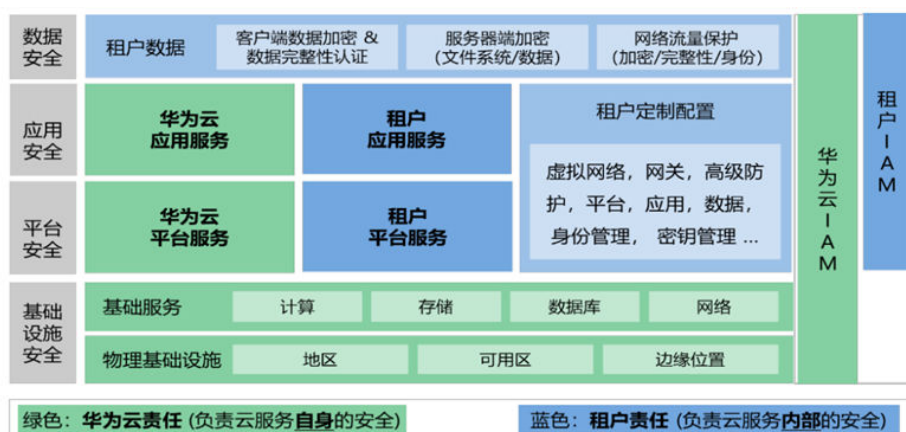 数据
安全
租户数据
客户端数据加密 &
数据完整性认证
服务器端加密
(文件系统/数据)
网络流量保护
(加密/完整性/身份)
应用
安全
华为云
应用服务
租户
应用服务
租户定制配置
虚拟网络，网关，高级防
护，平台，应用，数据，
身份管理，密钥管理 ...
平台
安全
华为云
平台服务
租户
平台服务
基础
设施
安全
基础服务
计算
存储
数据库
网络
物理基础设施
地区
可用区
边缘位置
华为云IAM
租户IAM
绿色：华为云责任 (负责云服务自身的安全)
蓝色：租户责任 (负责云服务内部的安全)